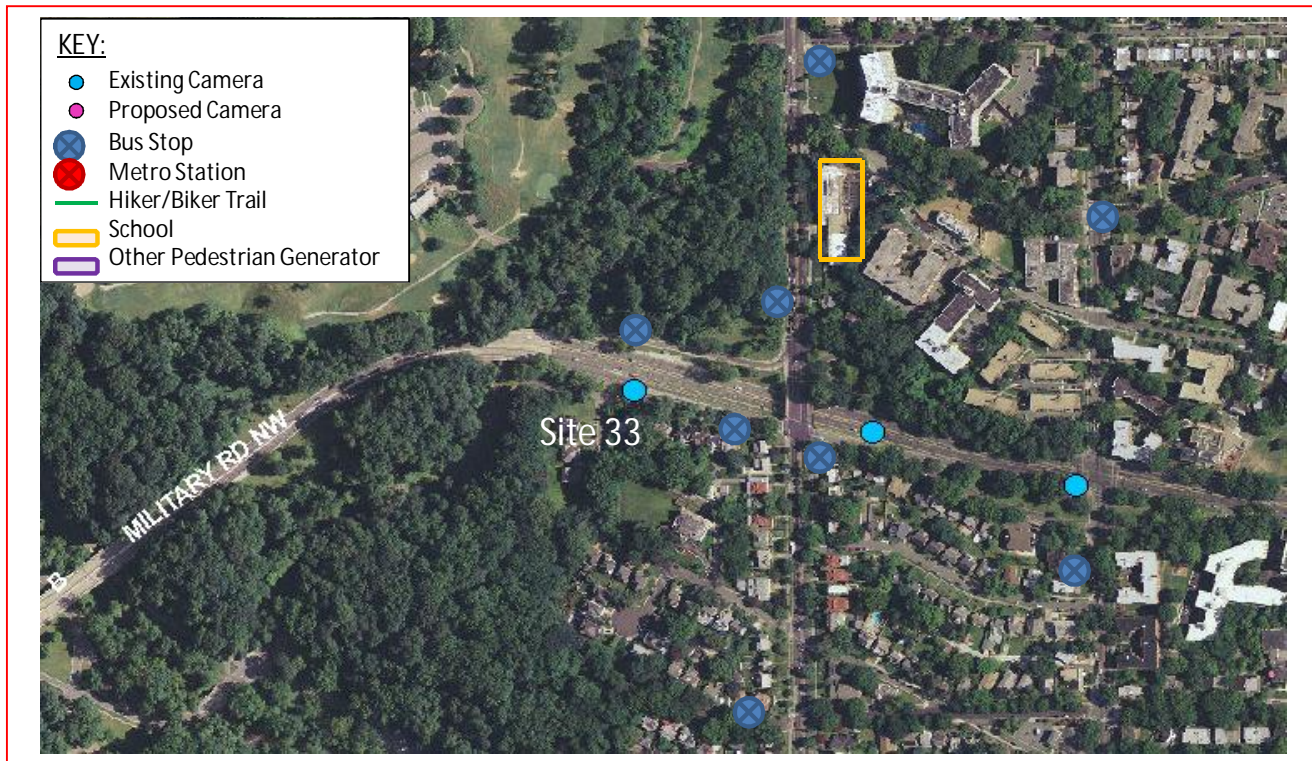 KEY:
Existing Camera
Proposed Camera
Bus Stop
Metro Station
Hiker/Biker Trail
School
Other Pedestrian Generator
Site 33
MILITARY RD NW
B